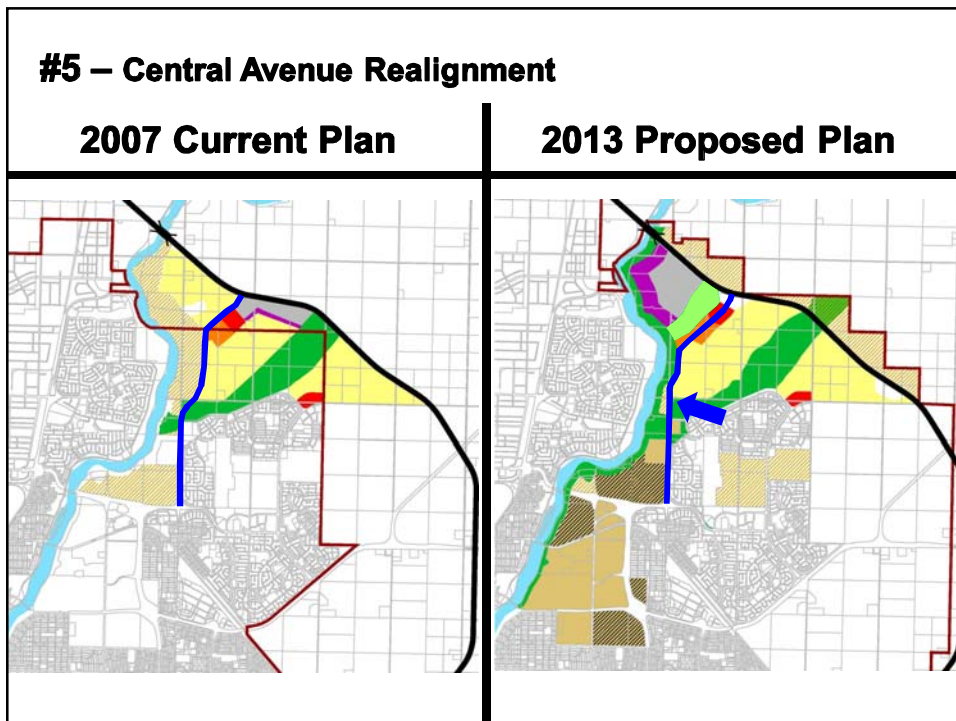 #5 – Central Avenue Realignment
2007 Current Plan
2013 Proposed Plan